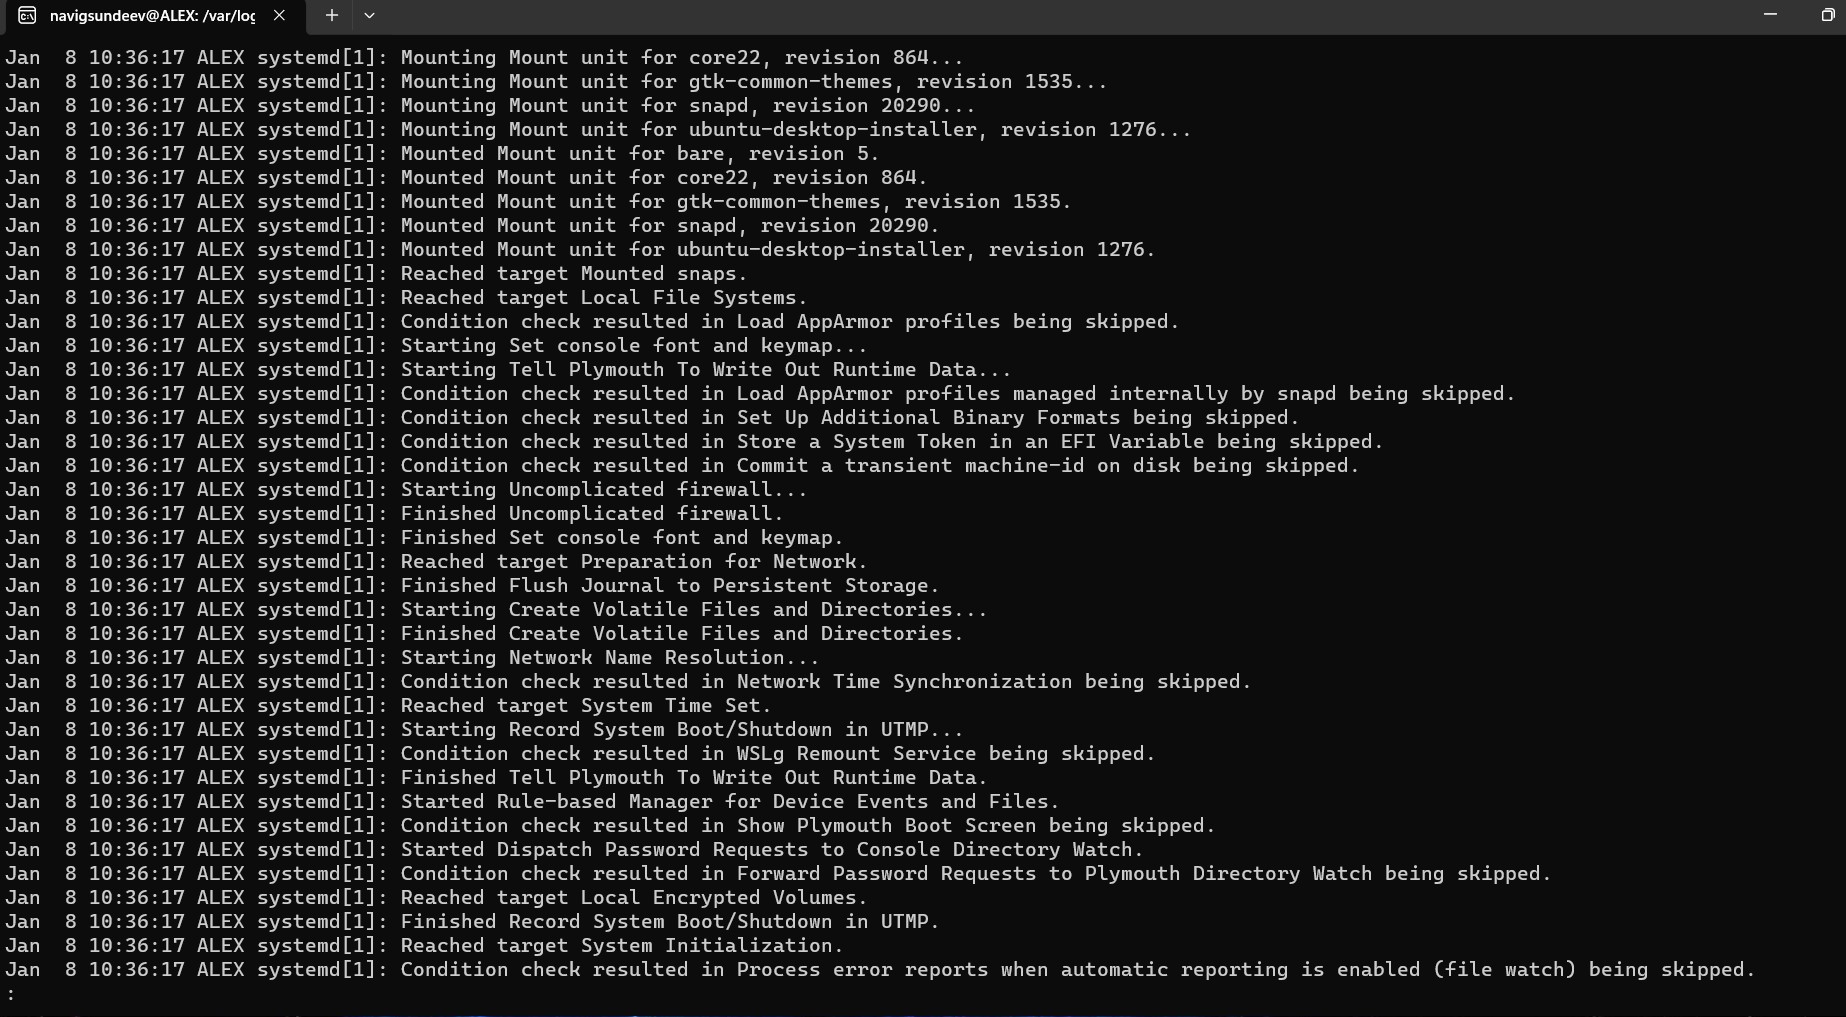 navigsundeev@ALEX: /var/log
Jan  8 10:36:17 ALEX systemd[1]: Mounting Mount unit for core22, revision 864...
Jan  8 10:36:17 ALEX systemd[1]: Mounting Mount unit for gtk-common-themes, revision 1535...
Jan  8 10:36:17 ALEX systemd[1]: Mounting Mount unit for snapd, revision 20290...
Jan  8 10:36:17 ALEX systemd[1]: Mounting Mount unit for ubuntu-desktop-installer, revision 1276...
Jan  8 10:36:17 ALEX systemd[1]: Mounted Mount unit for bare, revision 5.
Jan  8 10:36:17 ALEX systemd[1]: Mounted Mount unit for core22, revision 864.
Jan  8 10:36:17 ALEX systemd[1]: Mounted Mount unit for gtk-common-themes, revision 1535.
Jan  8 10:36:17 ALEX systemd[1]: Mounted Mount unit for snapd, revision 20290.
Jan  8 10:36:17 ALEX systemd[1]: Mounted Mount unit for ubuntu-desktop-installer, revision 1276.
Jan  8 10:36:17 ALEX systemd[1]: Reached target Mounted snaps.
Jan  8 10:36:17 ALEX systemd[1]: Reached target Local File Systems.
Jan  8 10:36:17 ALEX systemd[1]: Condition check resulted in Load AppArmor profiles being skipped.
Jan  8 10:36:17 ALEX systemd[1]: Starting Set console font and keymap...
Jan  8 10:36:17 ALEX systemd[1]: Starting Tell Plymouth To Write Out Runtime Data...
Jan  8 10:36:17 ALEX systemd[1]: Condition check resulted in Load AppArmor profiles managed internally by snapd being skipped.
Jan  8 10:36:17 ALEX systemd[1]: Condition check resulted in Set Up Additional Binary Formats being skipped.
Jan  8 10:36:17 ALEX systemd[1]: Condition check resulted in Store a System Token in an EFI Variable being skipped.
Jan  8 10:36:17 ALEX systemd[1]: Condition check resulted in Commit a transient machine-id on disk being skipped.
Jan  8 10:36:17 ALEX systemd[1]: Starting Uncomplicated firewall...
Jan  8 10:36:17 ALEX systemd[1]: Finished Uncomplicated firewall.
Jan  8 10:36:17 ALEX systemd[1]: Finished Set console font and keymap.
Jan  8 10:36:17 ALEX systemd[1]: Reached target Preparation for Network.
Jan  8 10:36:17 ALEX systemd[1]: Finished Flush Journal to Persistent Storage.
Jan  8 10:36:17 ALEX systemd[1]: Starting Create Volatile Files and Directories...
Jan  8 10:36:17 ALEX systemd[1]: Finished Create Volatile Files and Directories.
Jan  8 10:36:17 ALEX systemd[1]: Starting Network Name Resolution...
Jan  8 10:36:17 ALEX systemd[1]: Condition check resulted in Network Time Synchronization being skipped.
Jan  8 10:36:17 ALEX systemd[1]: Reached target System Time Set.
Jan  8 10:36:17 ALEX systemd[1]: Starting Record System Boot/Shutdown in UTMP...
Jan  8 10:36:17 ALEX systemd[1]: Condition check resulted in WSLg Remount Service being skipped.
Jan  8 10:36:17 ALEX systemd[1]: Finished Tell Plymouth To Write Out Runtime Data.
Jan  8 10:36:17 ALEX systemd[1]: Started Rule-based Manager for Device Events and Files.
Jan  8 10:36:17 ALEX systemd[1]: Condition check resulted in Show Plymouth Boot Screen being skipped.
Jan  8 10:36:17 ALEX systemd[1]: Started Dispatch Password Requests to Console Directory Watch.
Jan  8 10:36:17 ALEX systemd[1]: Condition check resulted in Forward Password Requests to Plymouth Directory Watch being skipped.
Jan  8 10:36:17 ALEX systemd[1]: Reached target Local Encrypted Volumes.
Jan  8 10:36:17 ALEX systemd[1]: Finished Record System Boot/Shutdown in UTMP.
Jan  8 10:36:17 ALEX systemd[1]: Reached target System Initialization.
Jan  8 10:36:17 ALEX systemd[1]: Condition check resulted in Process error reports when automatic reporting is enabled (file watch) being skipped.
: